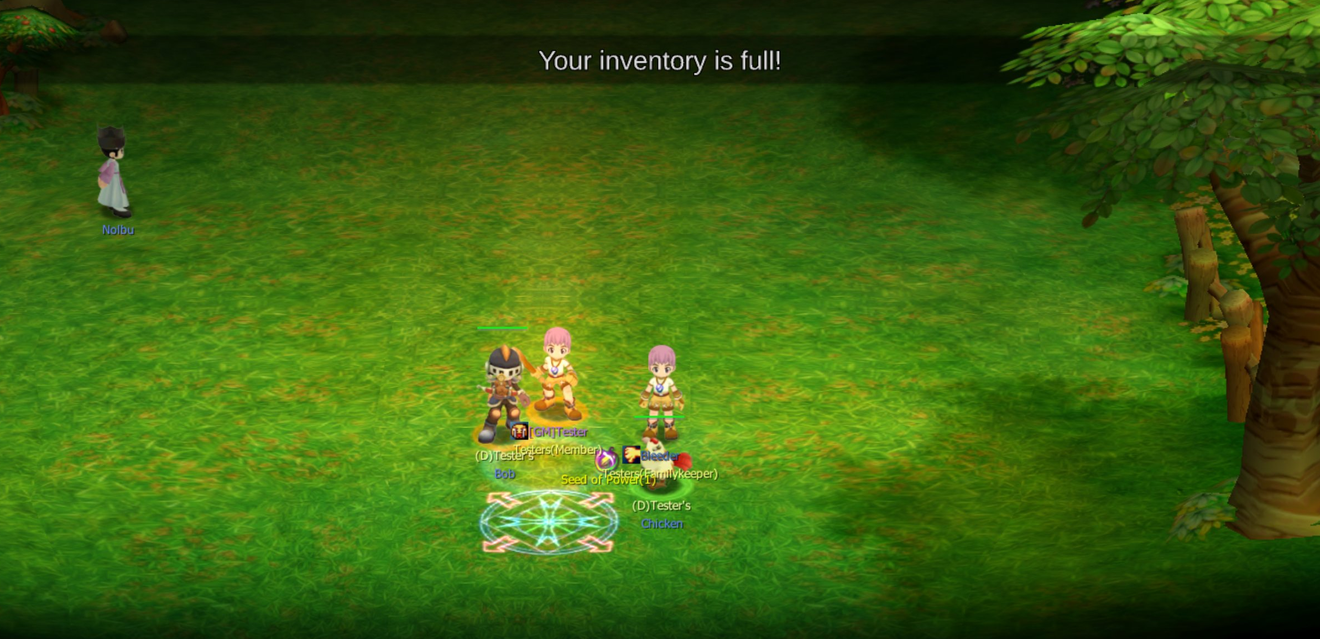 Your inventory is full!
Nolbu
[GM]Tester
Testers(Member)
(D)Tester's
Bob
Bleeder
Testers(Familykeeper)
Seed of Power(1)
(D)Tester's
Chicken